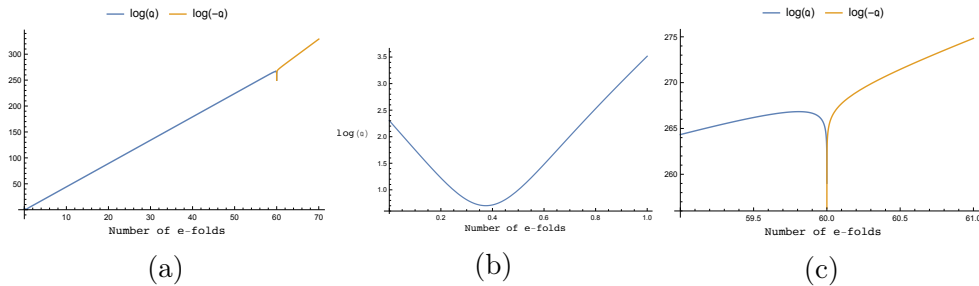 log(a) log(-a)
300
250
200
150
100
50
10 20 30 40 50 60 70
Number of e-folds
(a)
3.5
3.0
2.5
2.0
1.5
1.0
log(a)
0.2 0.4 0.6 0.8 1.0
Number of e-folds
(b)
log(a) log(-a)
275
270
265
260
59.5 60.0 60.5 61.0
Number of e-folds
(c)